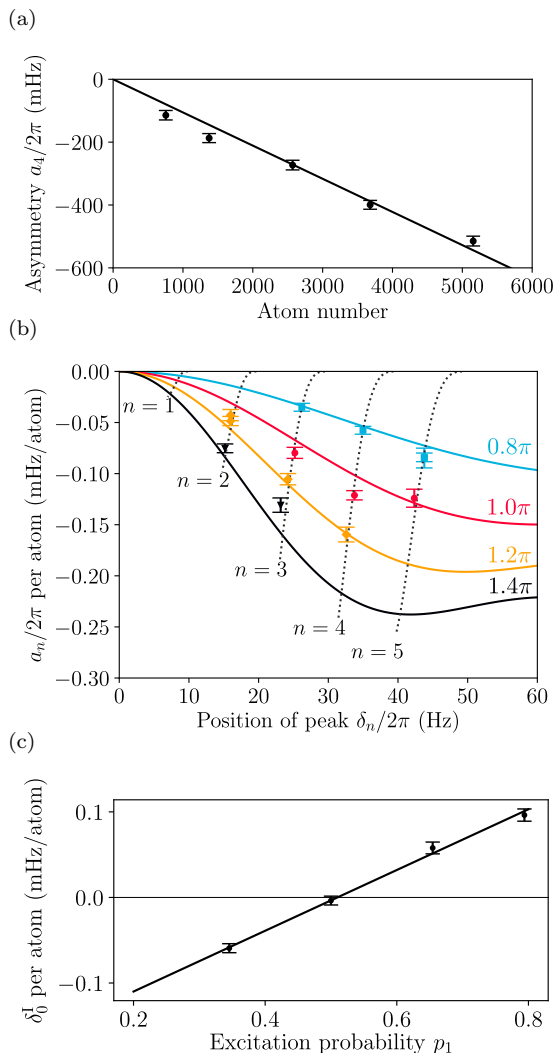 (a)
Asymmetry a₄/2π (mHz)
0
−200
−400
−600
0 1000 2000 3000 4000 5000 6000
Atom number
(b)
aₙ/2π per atom (mHz/atom)
0.00
−0.05
−0.10
−0.15
−0.20
−0.25
−0.30
n = 1
n = 2
n = 3
n = 4
n = 5
0.8π
1.0π
1.2π
1.4π
0 10 20 30 40 50 60
Position of peak δₙ/2π (Hz)
(c)
δ₀ᴵ per atom (mHz/atom)
0.1
0.0
−0.1
0.2 0.4 0.6 0.8
Excitation probability p₁